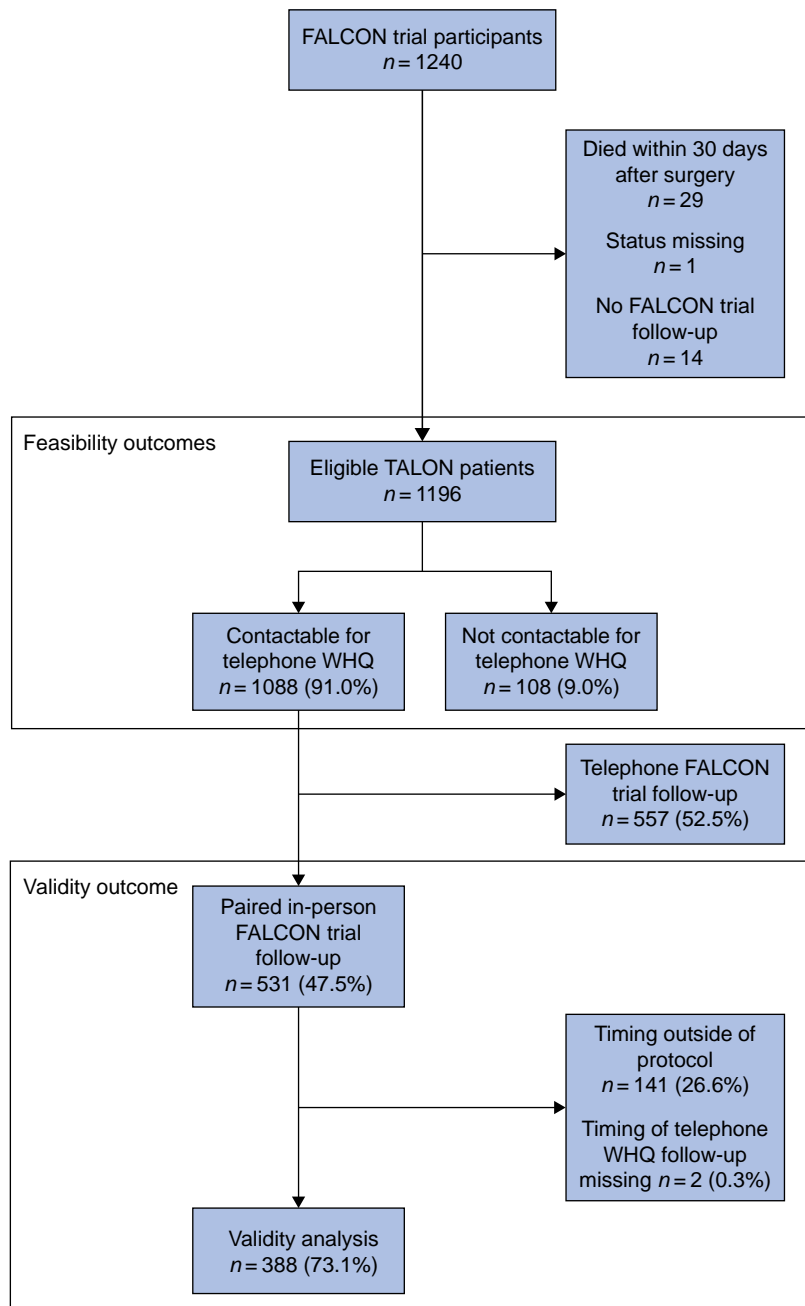 FALCON trial participants
n = 1240
Died within 30 days
after surgery
n = 29
Status missing
n = 1
No FALCON trial
follow-up
n = 14
Feasibility outcomes
Eligible TALON patients
n = 1196
Contactable for
telephone WHQ
n = 1088 (91.0%)
Not contactable for
telephone WHQ
n = 108 (9.0%)
Telephone FALCON
trial follow-up
n = 557 (52.5%)
Validity outcome
Paired in-person
FALCON trial
follow-up
n = 531 (47.5%)
Timing outside of
protocol
n = 141 (26.6%)
Timing of telephone
WHQ follow-up
missing n = 2 (0.3%)
Validity analysis
n = 388 (73.1%)